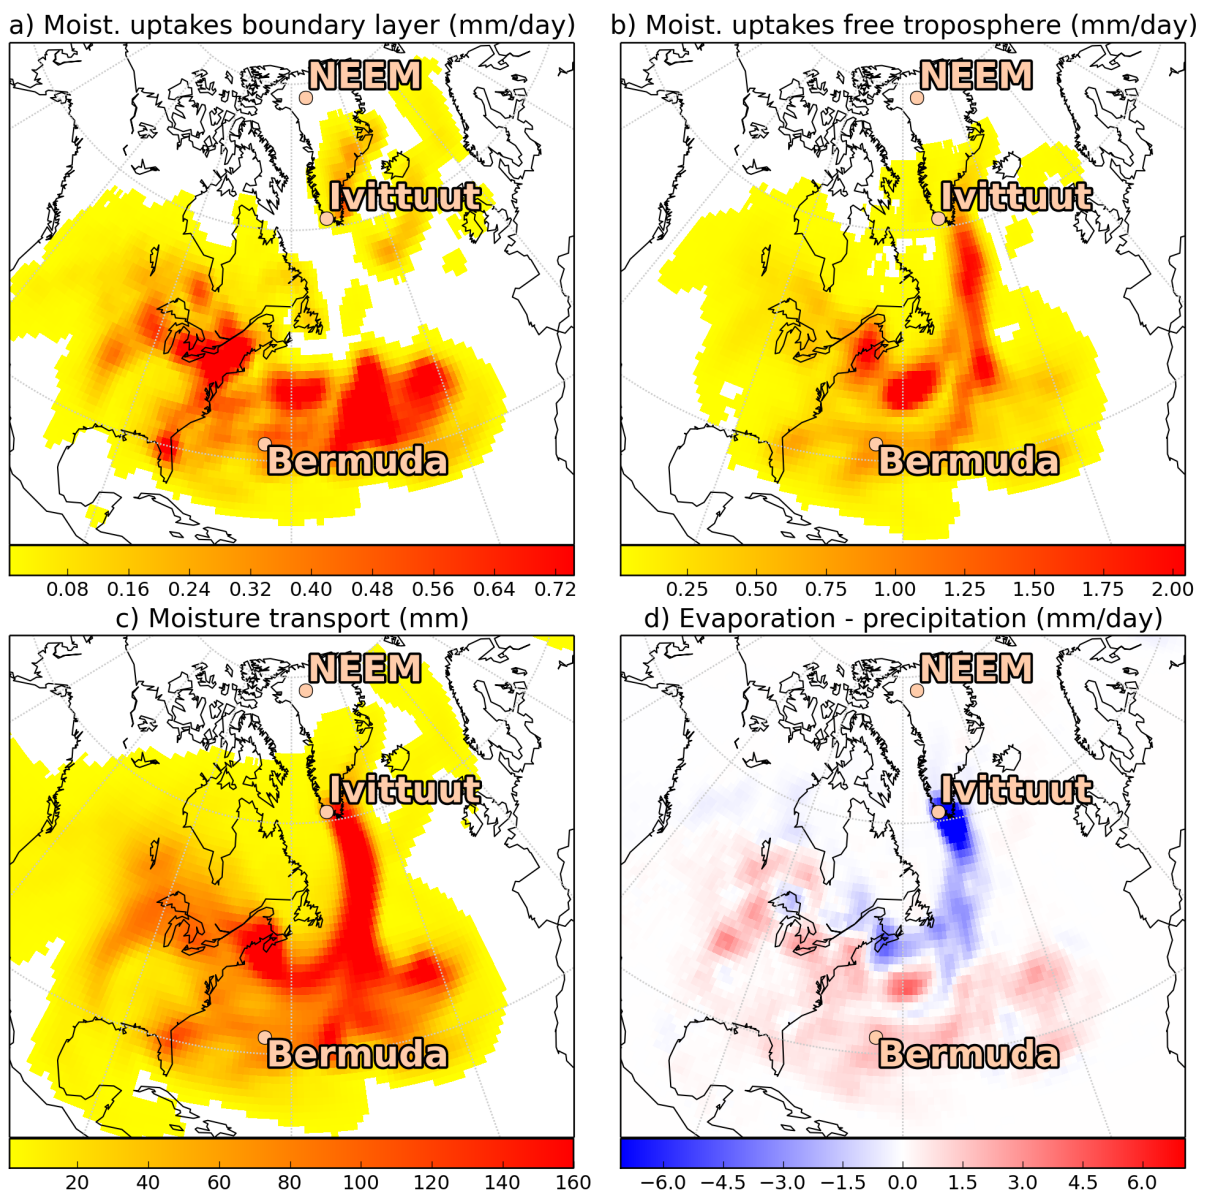 a) Moist. uptakes boundary layer (mm/day)
NEEM
Ivittuut
Bermuda
0.08 0.16 0.24 0.32 0.40 0.48 0.56 0.64 0.72
b) Moist. uptakes free troposphere (mm/day)
NEEM
Ivittuut
Bermuda
0.25 0.50 0.75 1.00 1.25 1.50 1.75 2.00
c) Moisture transport (mm)
NEEM
Ivittuut
Bermuda
20 40 60 80 100 120 140 160
d) Evaporation - precipitation (mm/day)
NEEM
Ivittuut
Bermuda
−6.0 −4.5 −3.0 −1.5 0.0 1.5 3.0 4.5 6.0